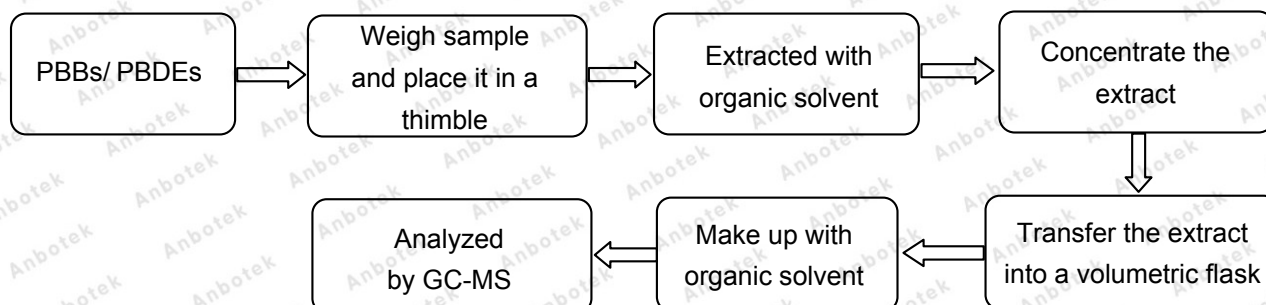 PBBs/ PBDEs
Weigh sample
and place it in a
thimble
Extracted with
organic solvent
Concentrate the
extract
Transfer the extract
into a volumetric flask
Make up with
organic solvent
Analyzed
by GC-MS
Anbotek